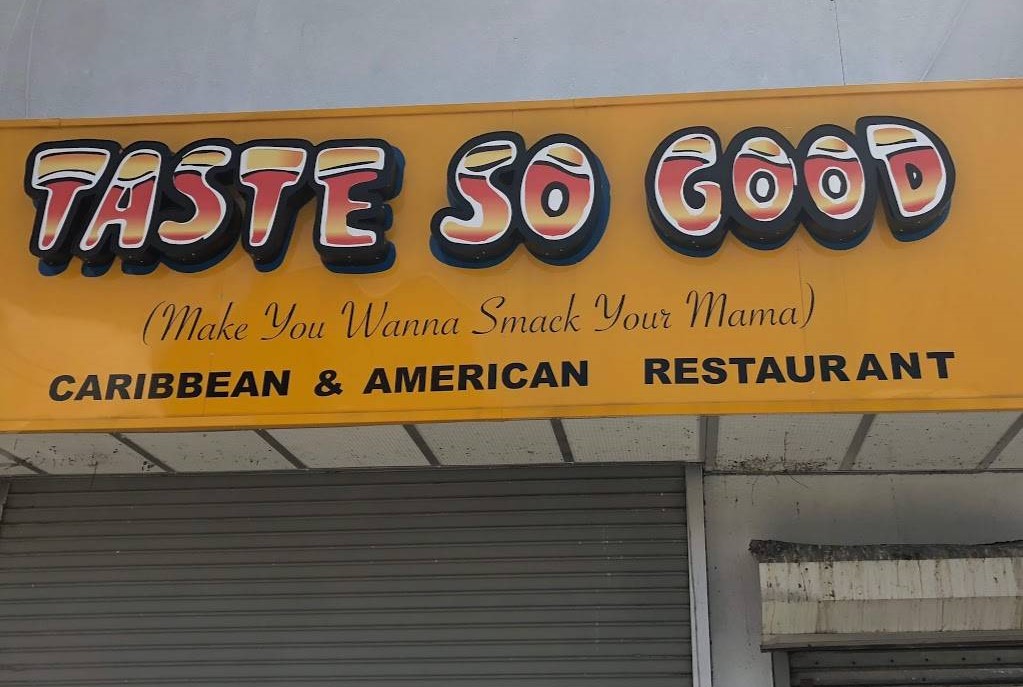 TASTE SO GOOD
(Make You Wanna Smack Your Mama)
CARIBBEAN & AMERICAN RESTAURANT